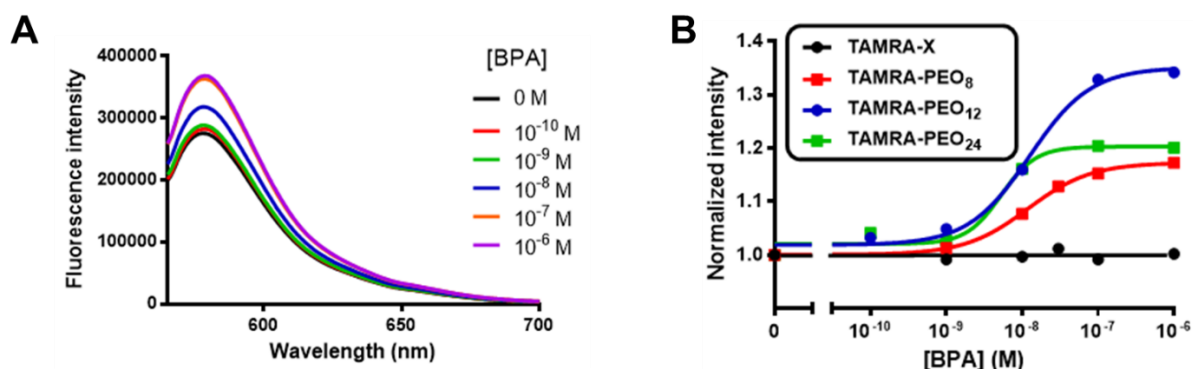 A
Fluorescence intensity
400000
300000
200000
100000
0
600
650
700
Wavelength (nm)
[BPA]
0 M
10⁻¹⁰ M
10⁻⁹ M
10⁻⁸ M
10⁻⁷ M
10⁻⁶ M
B
Normalized intensity
1.4
1.3
1.2
1.1
1.0
TAMRA-X
TAMRA-PEO₈
TAMRA-PEO₁₂
TAMRA-PEO₂₄
0
10⁻¹⁰
10⁻⁹
10⁻⁸
10⁻⁷
10⁻⁶
[BPA] (M)